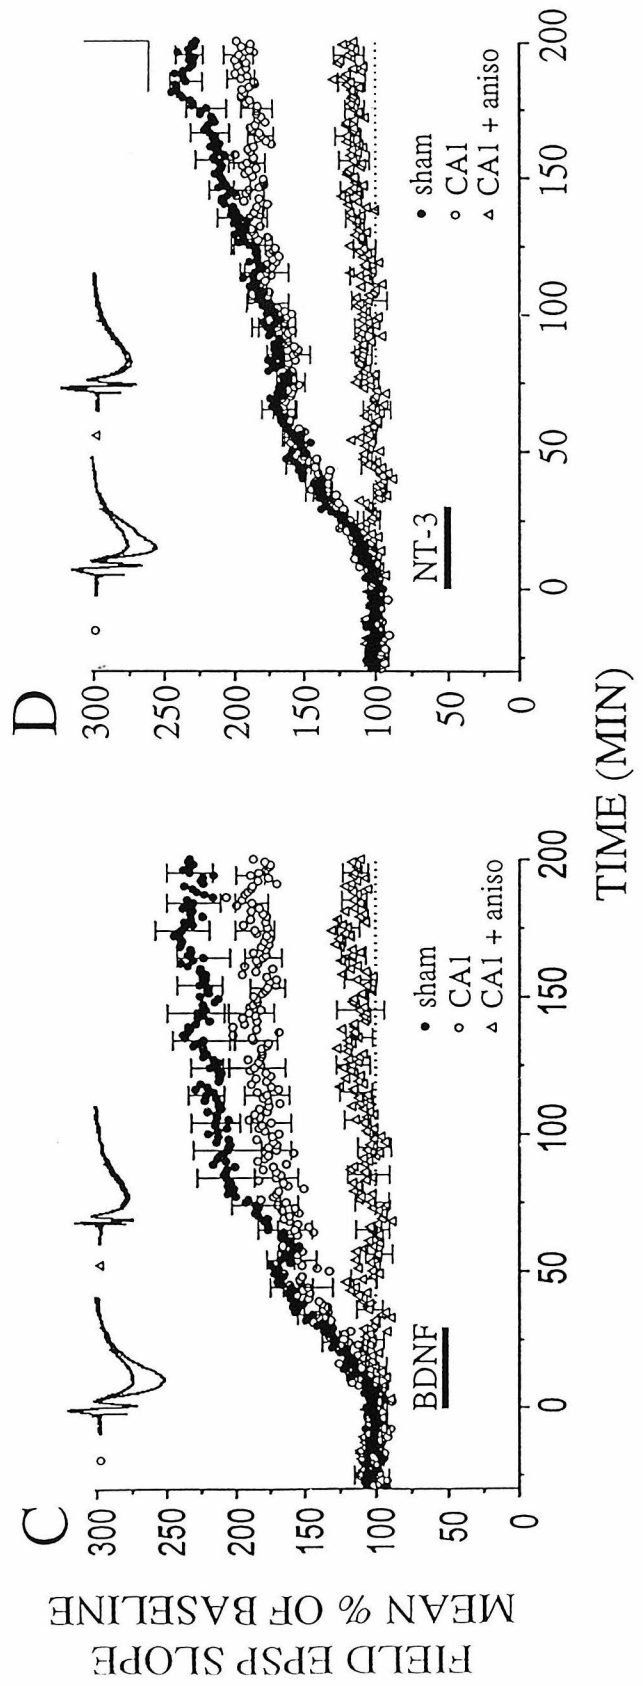 C
FIELD EPSP SLOPE
MEAN % OF BASELINE
300
250
200
150
100
50
0
BDNF
sham
CA1
CA1 + aniso
0
50
100
150
200
D
300
250
200
150
100
50
0
NT-3
sham
CA1
CA1 + aniso
0
50
100
150
200
TIME (MIN)